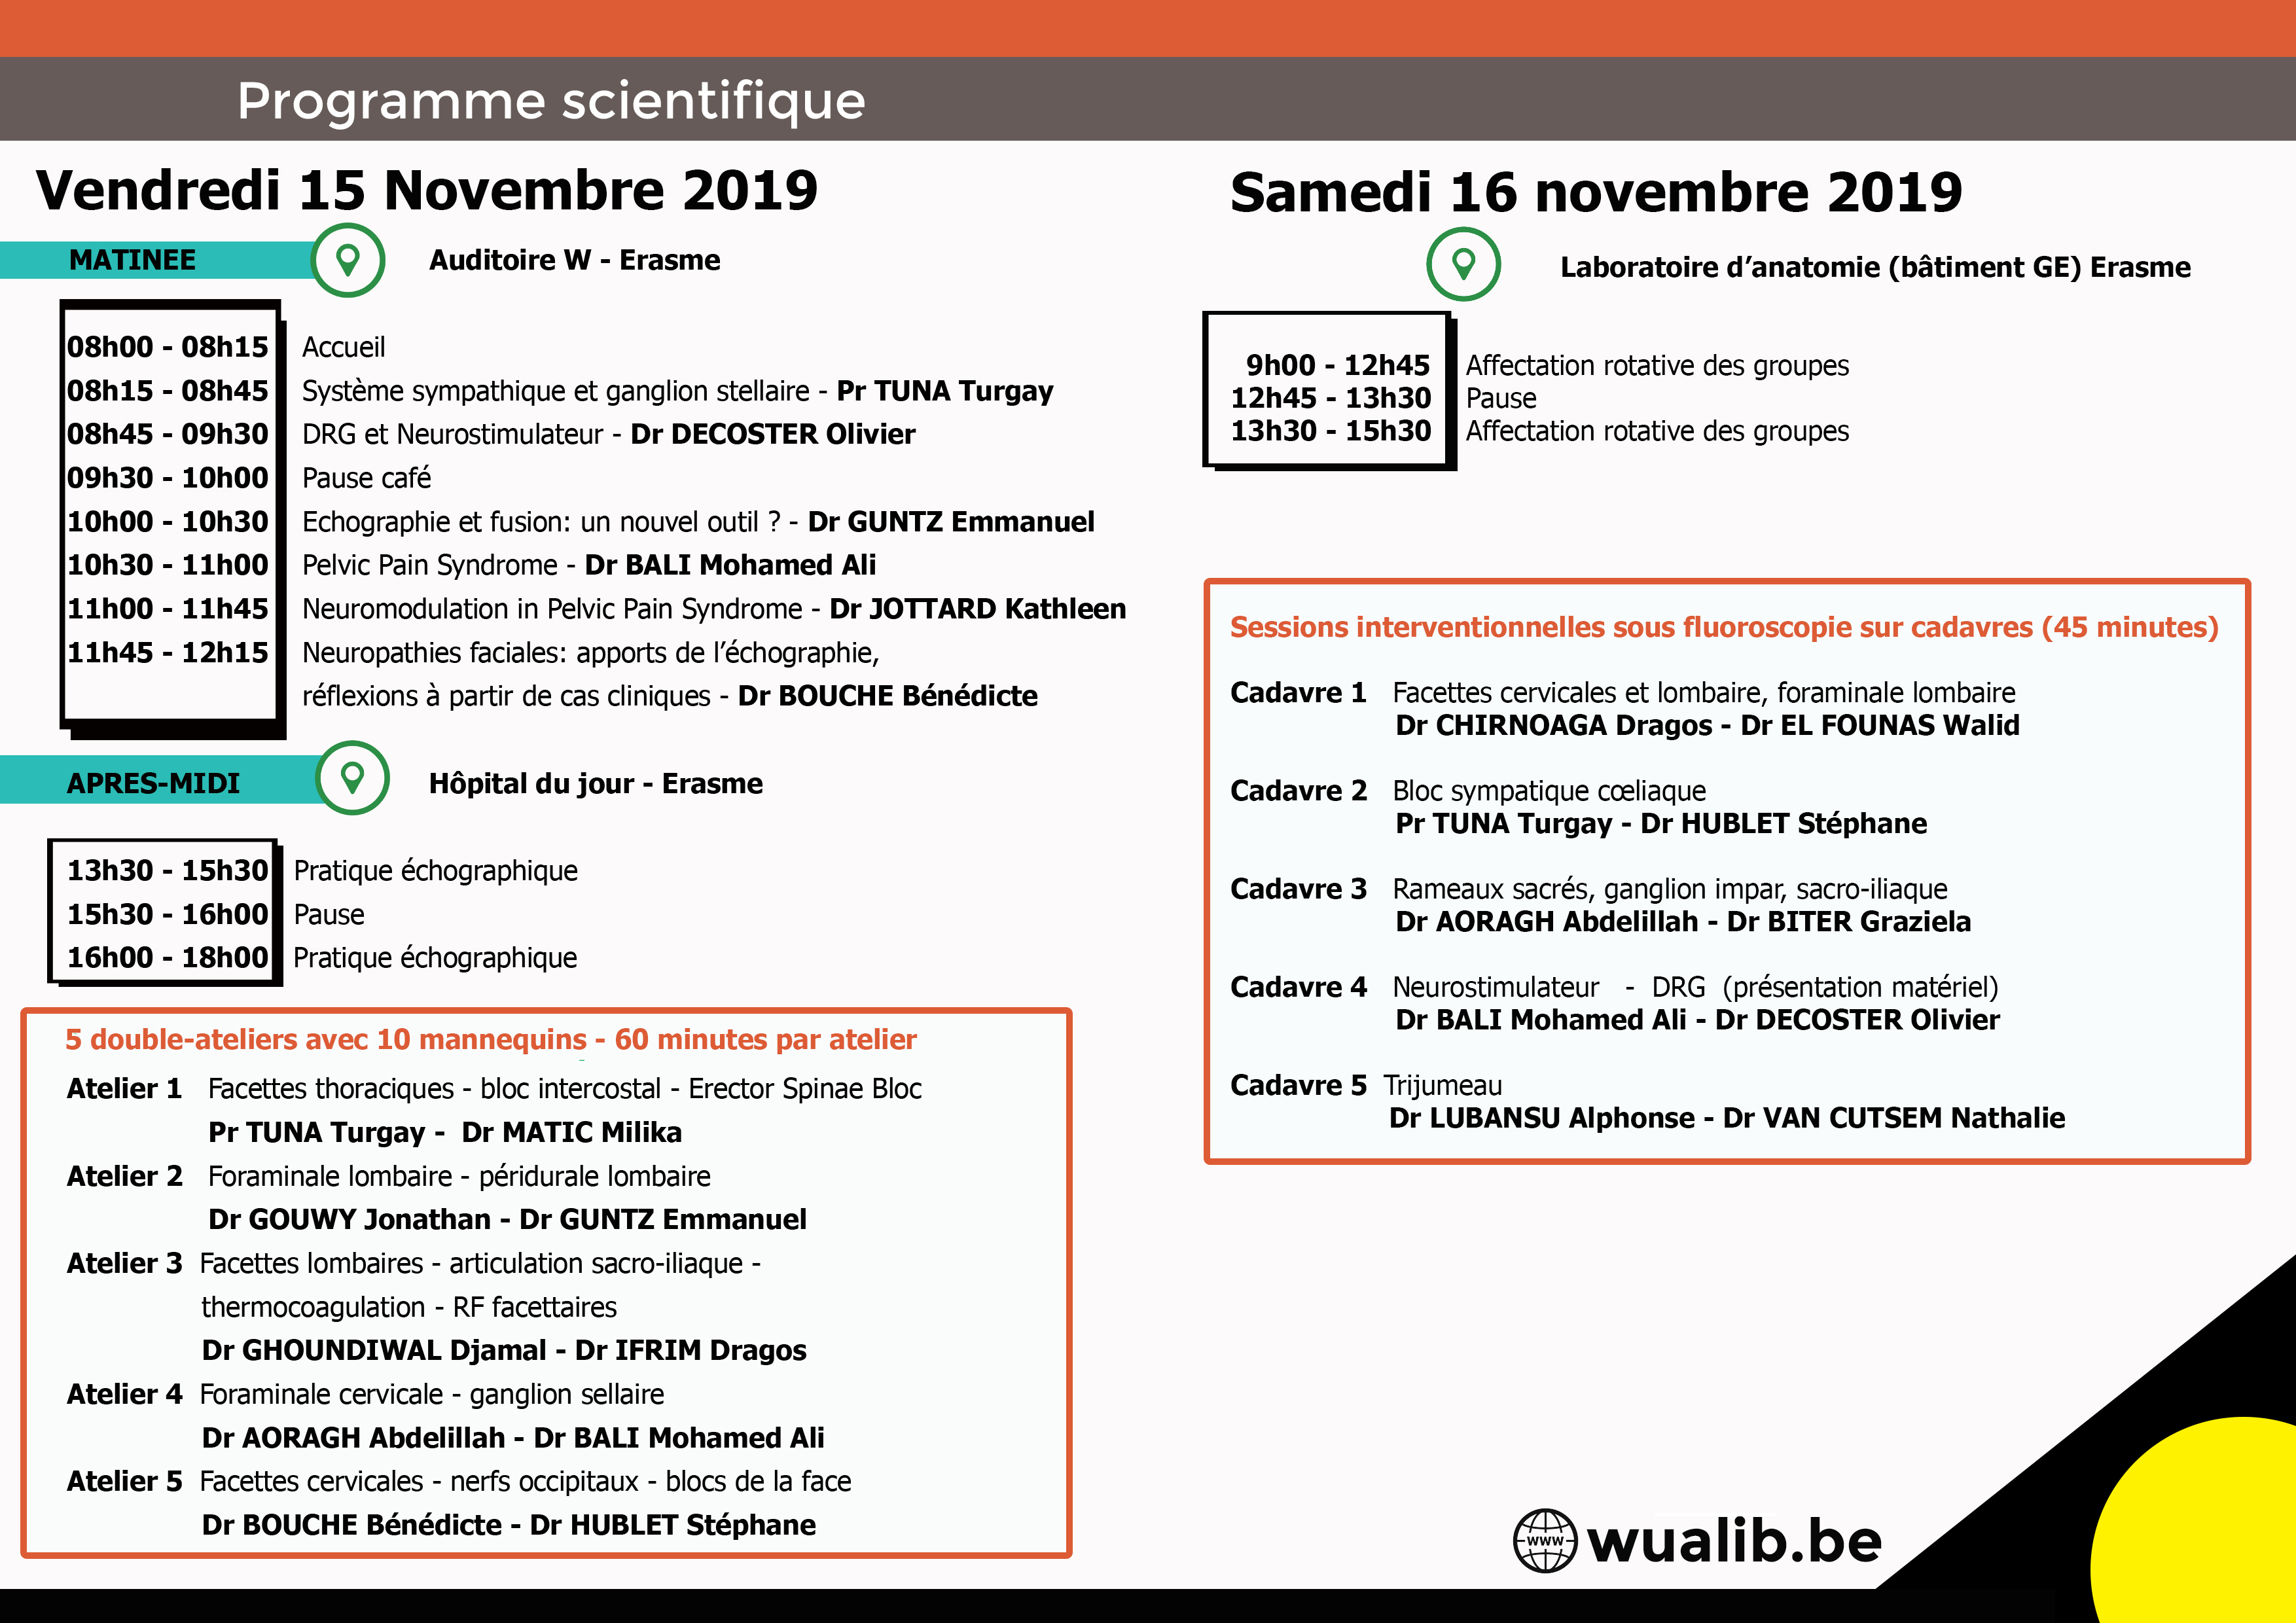 Programme scientifique
Vendredi 15 Novembre 2019
MATINEE
Auditoire W - Erasme
08h00 - 08h15 Accueil
08h15 - 08h45 Système sympathique et ganglion stellaire - Pr TUNA Turgay
08h45 - 09h30 DRG et Neurostimulateur - Dr DECOSTER Olivier
09h30 - 10h00 Pause café
10h00 - 10h30 Echographie et fusion: un nouvel outil ? - Dr GUNTZ Emmanuel
10h30 - 11h00 Pelvic Pain Syndrome - Dr BALI Mohamed Ali
11h00 - 11h45 Neuromodulation in Pelvic Pain Syndrome - Dr JOTTARD Kathleen
11h45 - 12h15 Neuropathies faciales: apports de l’échographie,
réflexions à partir de cas cliniques - Dr BOUCHE Bénédicte
APRES-MIDI
Hôpital du jour - Erasme
13h30 - 15h30 Pratique échographique
15h30 - 16h00 Pause
16h00 - 18h00 Pratique échographique
5 double-ateliers avec 10 mannequins - 60 minutes par atelier
Atelier 1 Facettes thoraciques - bloc intercostal - Erector Spinae Bloc
Pr TUNA Turgay - Dr MATIC Milika
Atelier 2 Foraminale lombaire - péridurale lombaire
Dr GOUWY Jonathan - Dr GUNTZ Emmanuel
Atelier 3 Facettes lombaires - articulation sacro-iliaque -
thermocoagulation - RF facettaires
Dr GHOUNDIWAL Djamal - Dr IFRIM Dragos
Atelier 4 Foraminale cervicale - ganglion sellaire
Dr AORAGH Abdelillah - Dr BALI Mohamed Ali
Atelier 5 Facettes cervicales - nerfs occipitaux - blocs de la face
Dr BOUCHE Bénédicte - Dr HUBLET Stéphane
Samedi 16 novembre 2019
Laboratoire d’anatomie (bâtiment GE) Erasme
9h00 - 12h45 Affectation rotative des groupes
12h45 - 13h30 Pause
13h30 - 15h30 Affectation rotative des groupes
Sessions interventionnelles sous fluoroscopie sur cadavres (45 minutes)
Cadavre 1 Facettes cervicales et lombaire, foraminale lombaire
Dr CHIRNOAGA Dragos - Dr EL FOUNAS Walid
Cadavre 2 Bloc sympatique cœliaque
Pr TUNA Turgay - Dr HUBLET Stéphane
Cadavre 3 Rameaux sacrés, ganglion impar, sacro-iliaque
Dr AORAGH Abdelillah - Dr BITER Graziela
Cadavre 4 Neurostimulateur - DRG (présentation matériel)
Dr BALI Mohamed Ali - Dr DECOSTER Olivier
Cadavre 5 Trijumeau
Dr LUBANSU Alphonse - Dr VAN CUTSEM Nathalie
www wualib.be